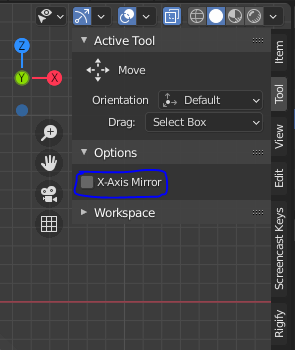 Z
Y
X
Active Tool
Move
Orientation
Default
Drag:
Select Box
Options
X-Axis Mirror
Workspace
Item
Tool
View
Edit
Screencast Keys
Rigify